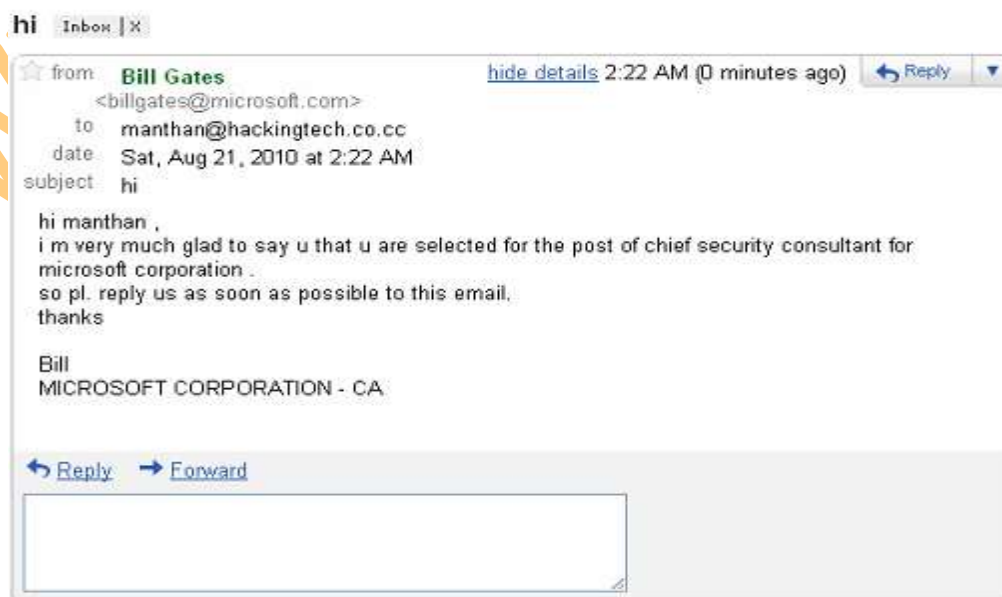 hi Inbox | X
from Bill Gates hide details 2:22 AM (0 minutes ago) Reply
<billgates@microsoft.com>
to manthan@hackingtech.co.cc
date Sat, Aug 21, 2010 at 2:22 AM
subject hi
hi manthan ,
i m very much glad to say u that u are selected for the post of chief security consultant for
microsoft corporation .
so pl. reply us as soon as possible to this email.
thanks
Bill
MICROSOFT CORPORATION - CA
Reply Forward